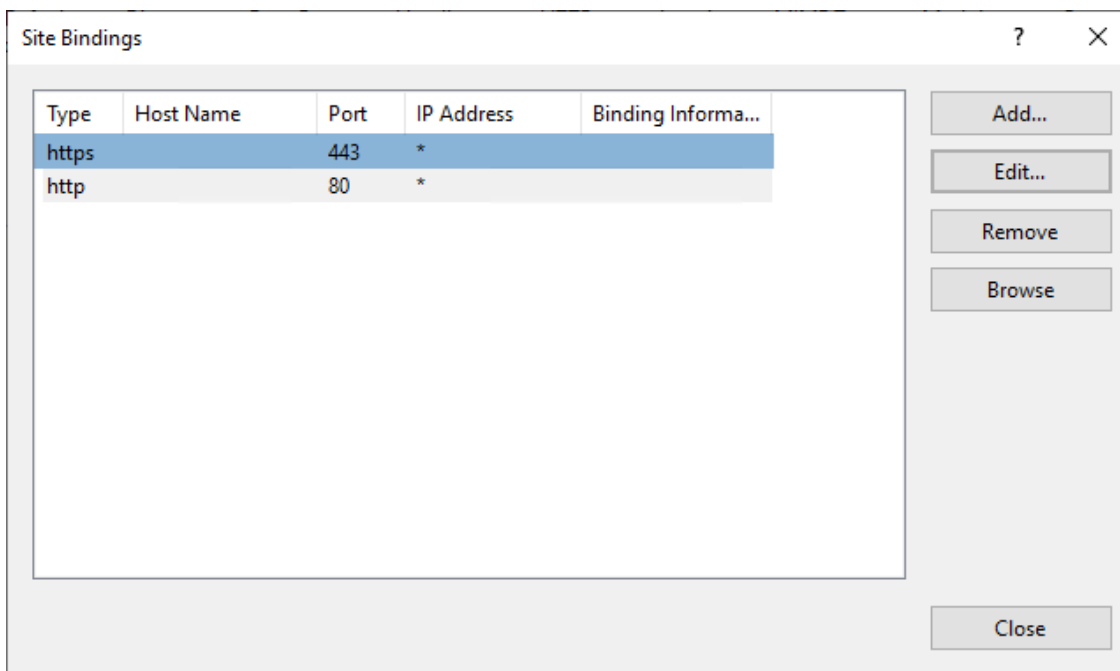 Site Bindings ?
Type Host Name Port IP Address Binding Informa... Add...
https 443 *
http 80 * Edit...
Remove
Browse
Close